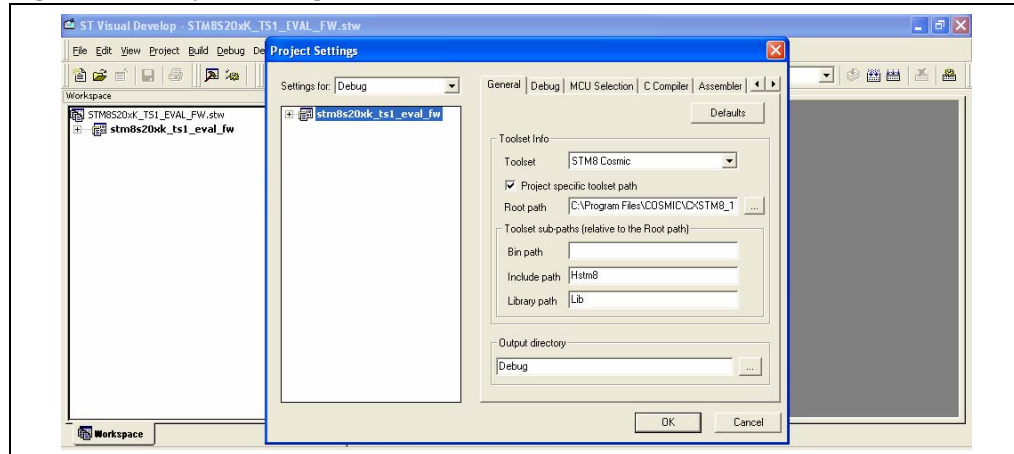 ST Visual Develop - STM8S20xK_TS1_EVAL_FW.stw
File Edit View Project Build Debug De
Workspace
STM8S20xK_TS1_EVAL_FW.stw
stm8s20xk_ts1_eval_fw
Workspace
Project Settings
Settings for: Debug
stm8s20xk_ts1_eval_fw
General Debug MCU Selection C Compiler Assembler
Defaults
Toolset Info
Toolset STM8 Cosmic
Project specific toolset path
Root path C:\Program Files\COSMIC\CXSTM8_1 ...
Toolset sub-paths (relative to the Root path)
Bin path
Include path Hstm8
Library path Lib
Output directory
Debug ...
OK Cancel